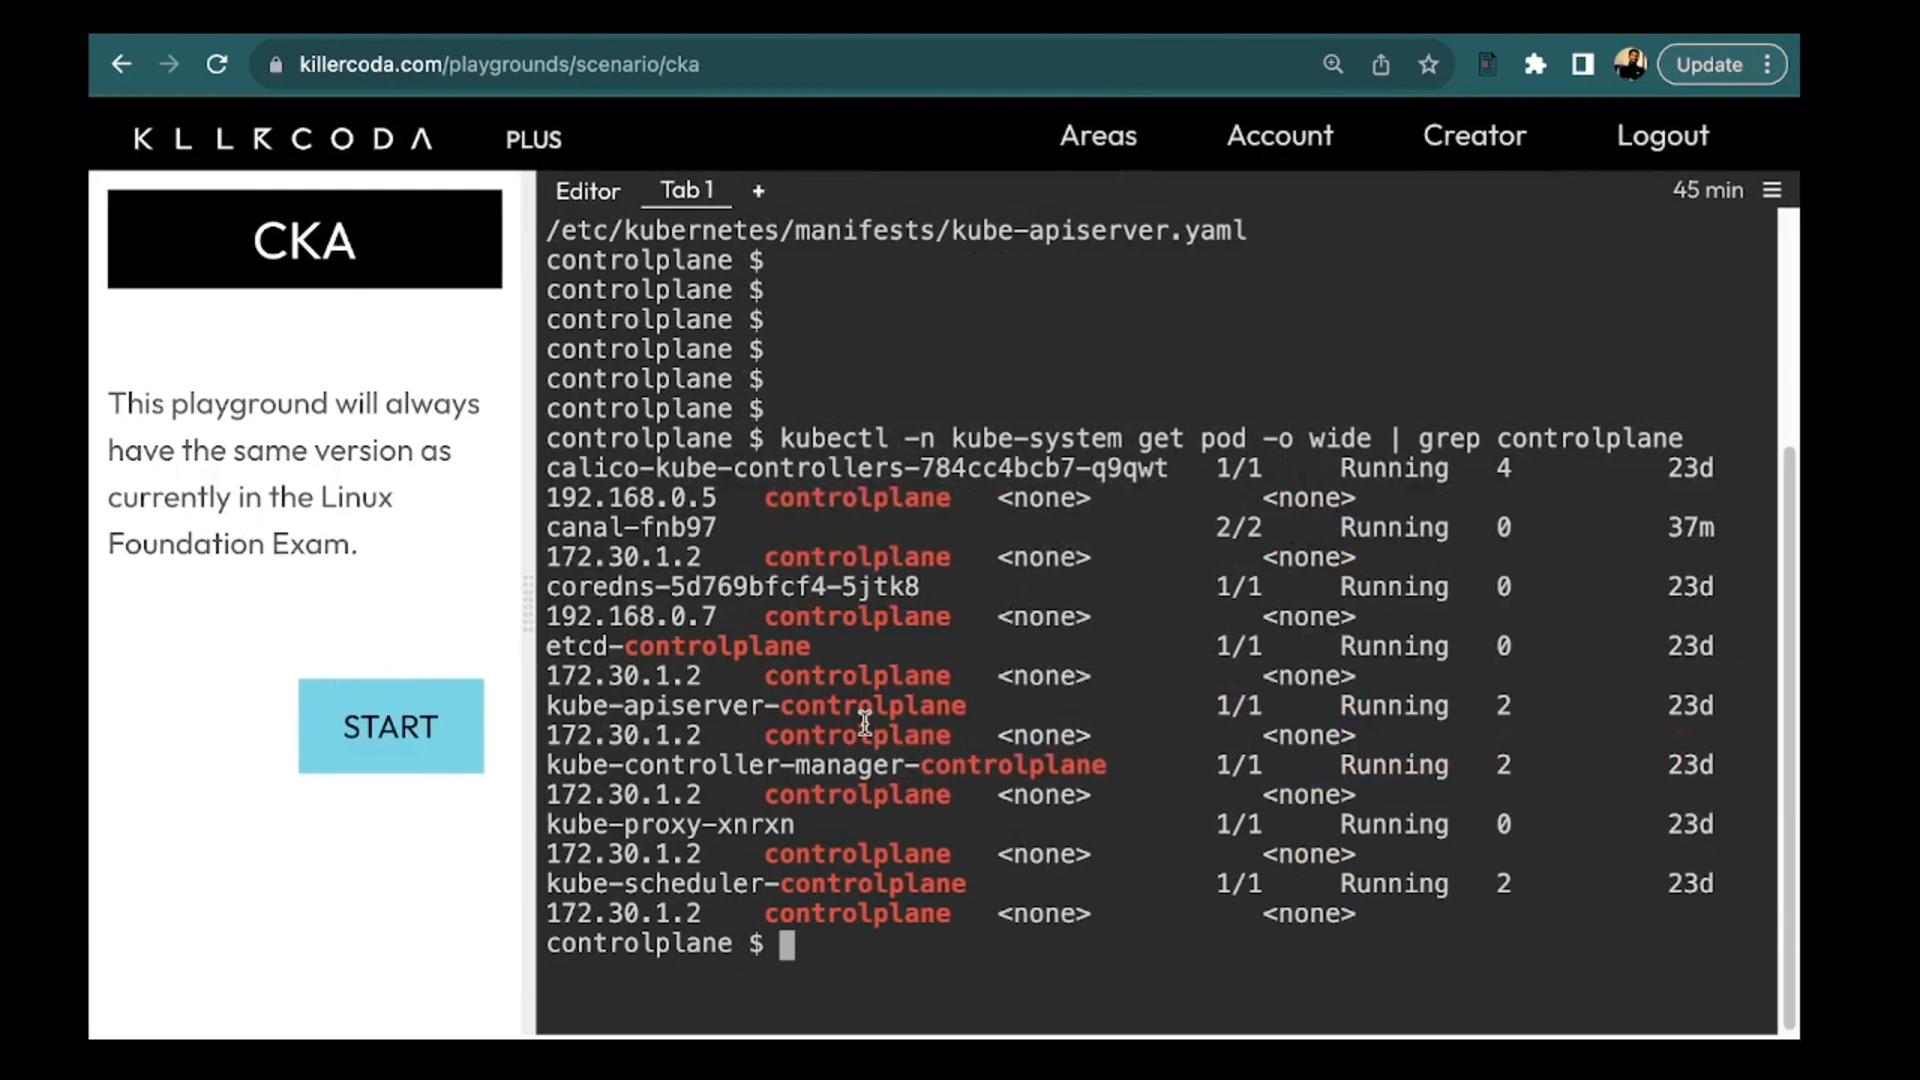 killercoda.com/playgrounds/scenario/cka
Update
KLLRCODA PLUS
Areas Account Creator Logout
CKA
This playground will always
have the same version as
currently in the Linux
Foundation Exam.
START
Editor Tab 1 + 45 min
/etc/kubernetes/manifests/kube-apiserver.yaml
controlplane $
controlplane $
controlplane $
controlplane $
controlplane $
controlplane $
controlplane $ kubectl -n kube-system get pod -o wide | grep controlplane
calico-kube-controllers-784cc4bcb7-q9qwt 1/1 Running 4 23d
192.168.0.5 controlplane <none> <none>
canal-fnb97 2/2 Running 0 37m
172.30.1.2 controlplane <none> <none>
coredns-5d769bfcf4-5jtk8 1/1 Running 0 23d
192.168.0.7 controlplane <none> <none>
etcd-controlplane 1/1 Running 0 23d
172.30.1.2 controlplane <none> <none>
kube-apiserver-controlplane 1/1 Running 2 23d
172.30.1.2 controlplane <none> <none>
kube-controller-manager-controlplane 1/1 Running 2 23d
172.30.1.2 controlplane <none> <none>
kube-proxy-xnrxn 1/1 Running 0 23d
172.30.1.2 controlplane <none> <none>
kube-scheduler-controlplane 1/1 Running 2 23d
172.30.1.2 controlplane <none> <none>
controlplane $